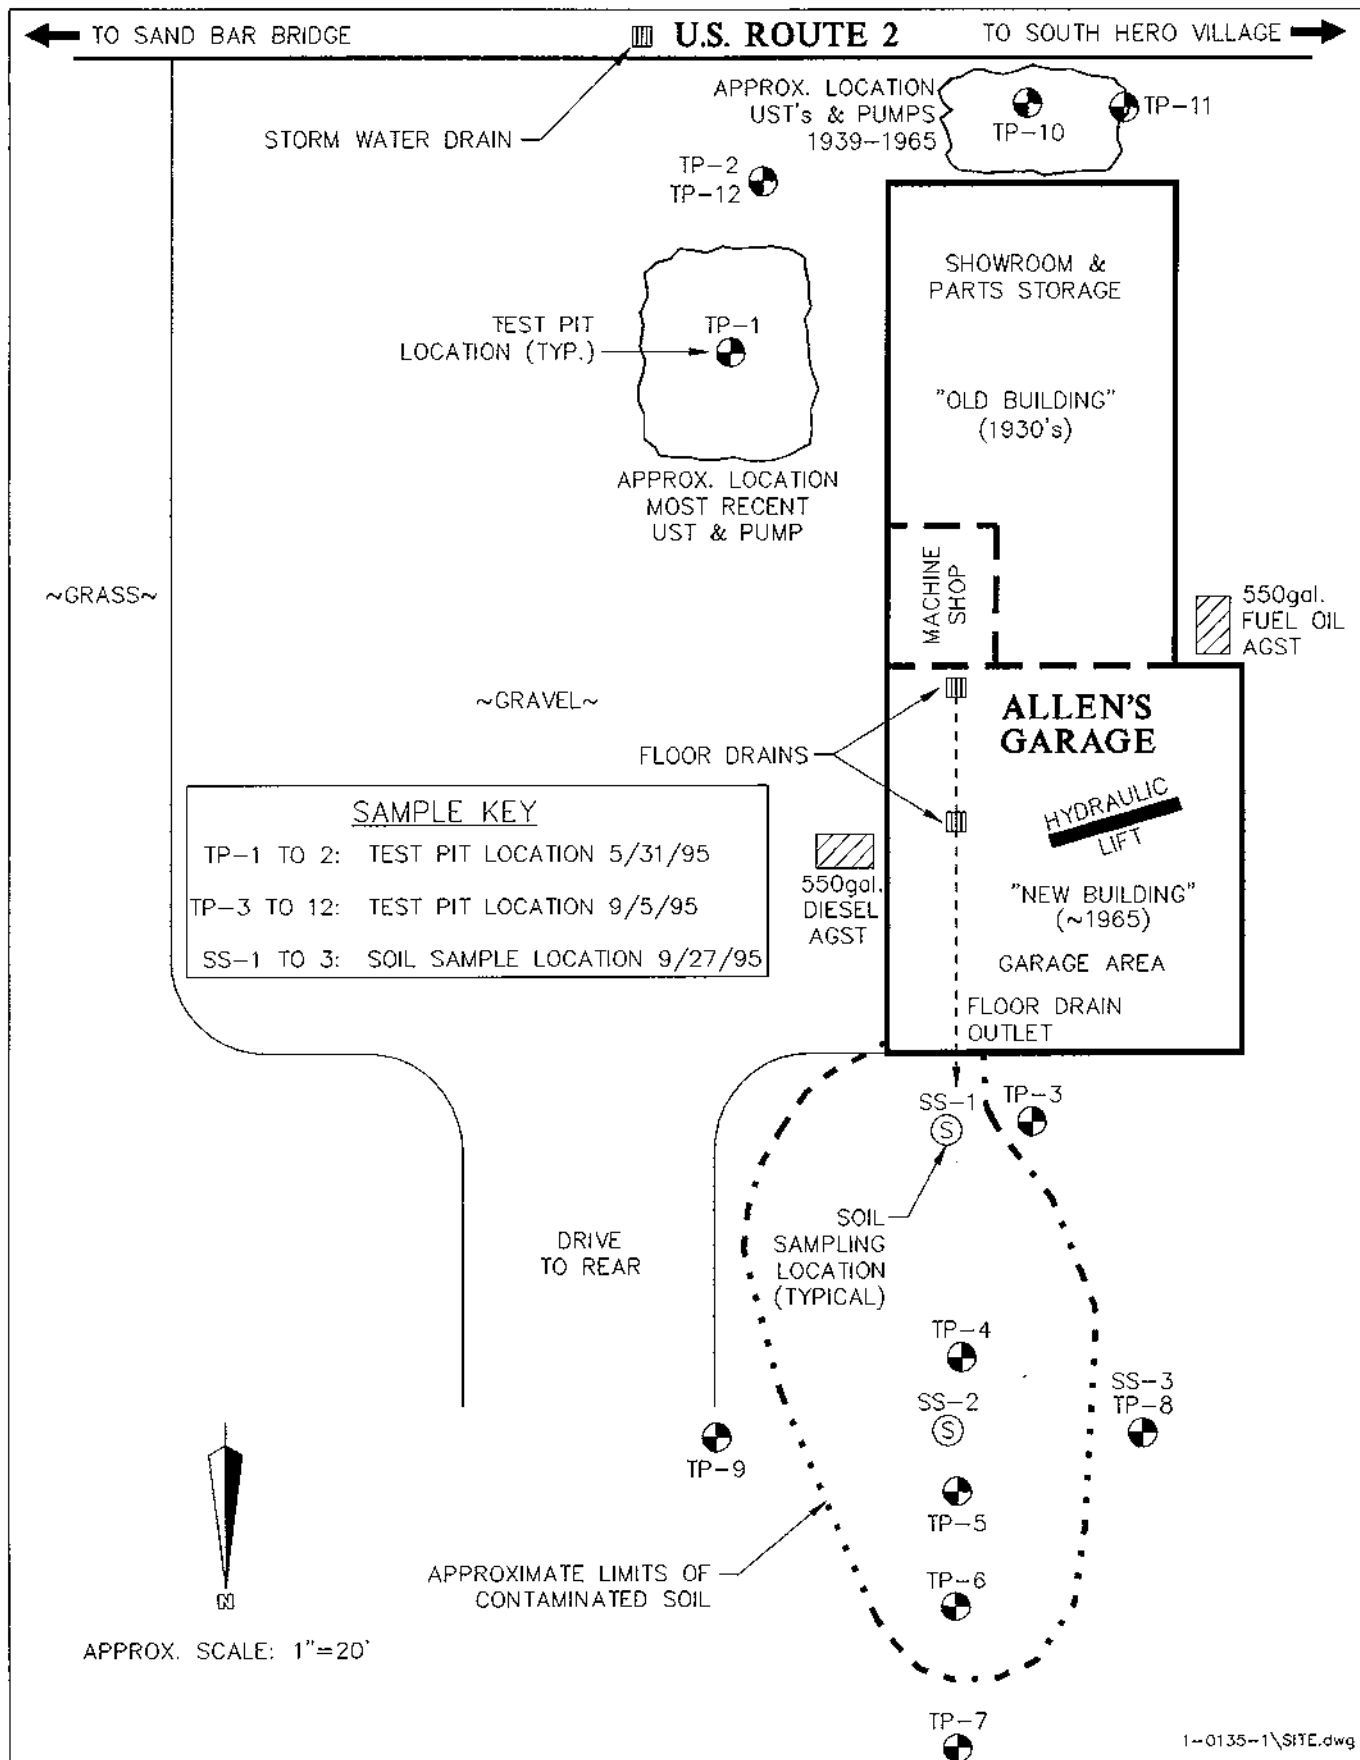 TO SAND BAR BRIDGE
U.S. ROUTE 2
TO SOUTH HERO VILLAGE
STORM WATER DRAIN
APPROX. LOCATION
UST's & PUMPS
1939-1965
TP-10
TP-11
TP-2
TP-12
SHOWROOM &
PARTS STORAGE
TEST PIT
LOCATION (TYP.)
TP-1
"OLD BUILDING"
(1930's)
APPROX. LOCATION
MOST RECENT
UST & PUMP
MACHINE
SHOP
~GRASS~
550gal.
FUEL OIL
AGST
~GRAVEL~
ALLEN'S
GARAGE
FLOOR DRAINS
HYDRAULIC
LIFT
SAMPLE KEY
TP-1 TO 2: TEST PIT LOCATION 5/31/95
TP-3 TO 12: TEST PIT LOCATION 9/5/95
SS-1 TO 3: SOIL SAMPLE LOCATION 9/27/95
550gal.
DIESEL
AGST
"NEW BUILDING"
(~1965)
GARAGE AREA
FLOOR DRAIN
OUTLET
SS-1
S
TP-3
SOIL
SAMPLING
LOCATION
(TYPICAL)
DRIVE
TO REAR
TP-4
SS-2
S
SS-3
TP-8
TP-9
TP-5
APPROXIMATE LIMITS OF
CONTAMINATED SOIL
TP-6
N
APPROX. SCALE: 1"=20'
TP-7
1-0135-1\SITE.dwg